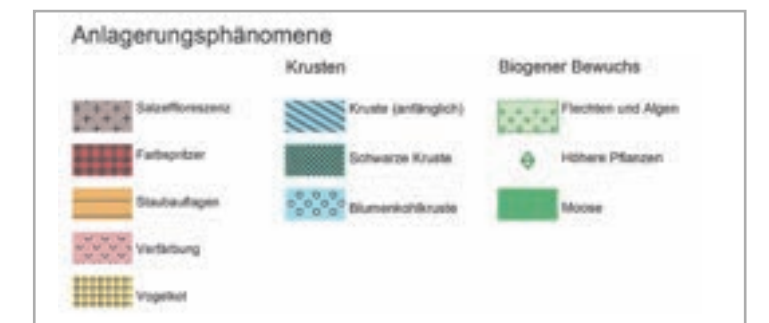 Anlagerungsphänomene
Salzeffloreszenz
Farbspritzer
Staubauflagen
Verfärbung
Vogelkot
Krusten
Kruste (anfänglich)
Schwarze Kruste
Blumenkohlkruste
Biogener Bewuchs
Flechten und Algen
Höhere Pflanzen
Moose